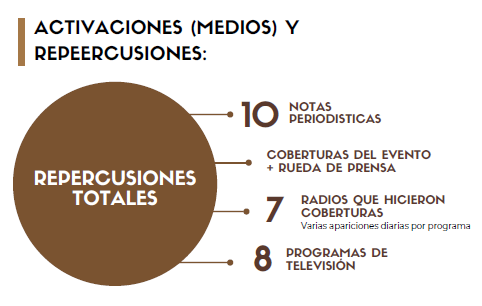 ACTIVACIONES (MEDIOS) Y
REPEERCUSIONES:
REPERCUSIONES
TOTALES
10 NOTAS
PERIODISTICAS
COBERTURAS DEL EVENTO
+ RUEDA DE PRENSA
7 RADIOS QUE HICIERON
COBERTURAS
Varias apariciones diarias por programa
8 PROGRAMAS DE
TELEVISIÓN